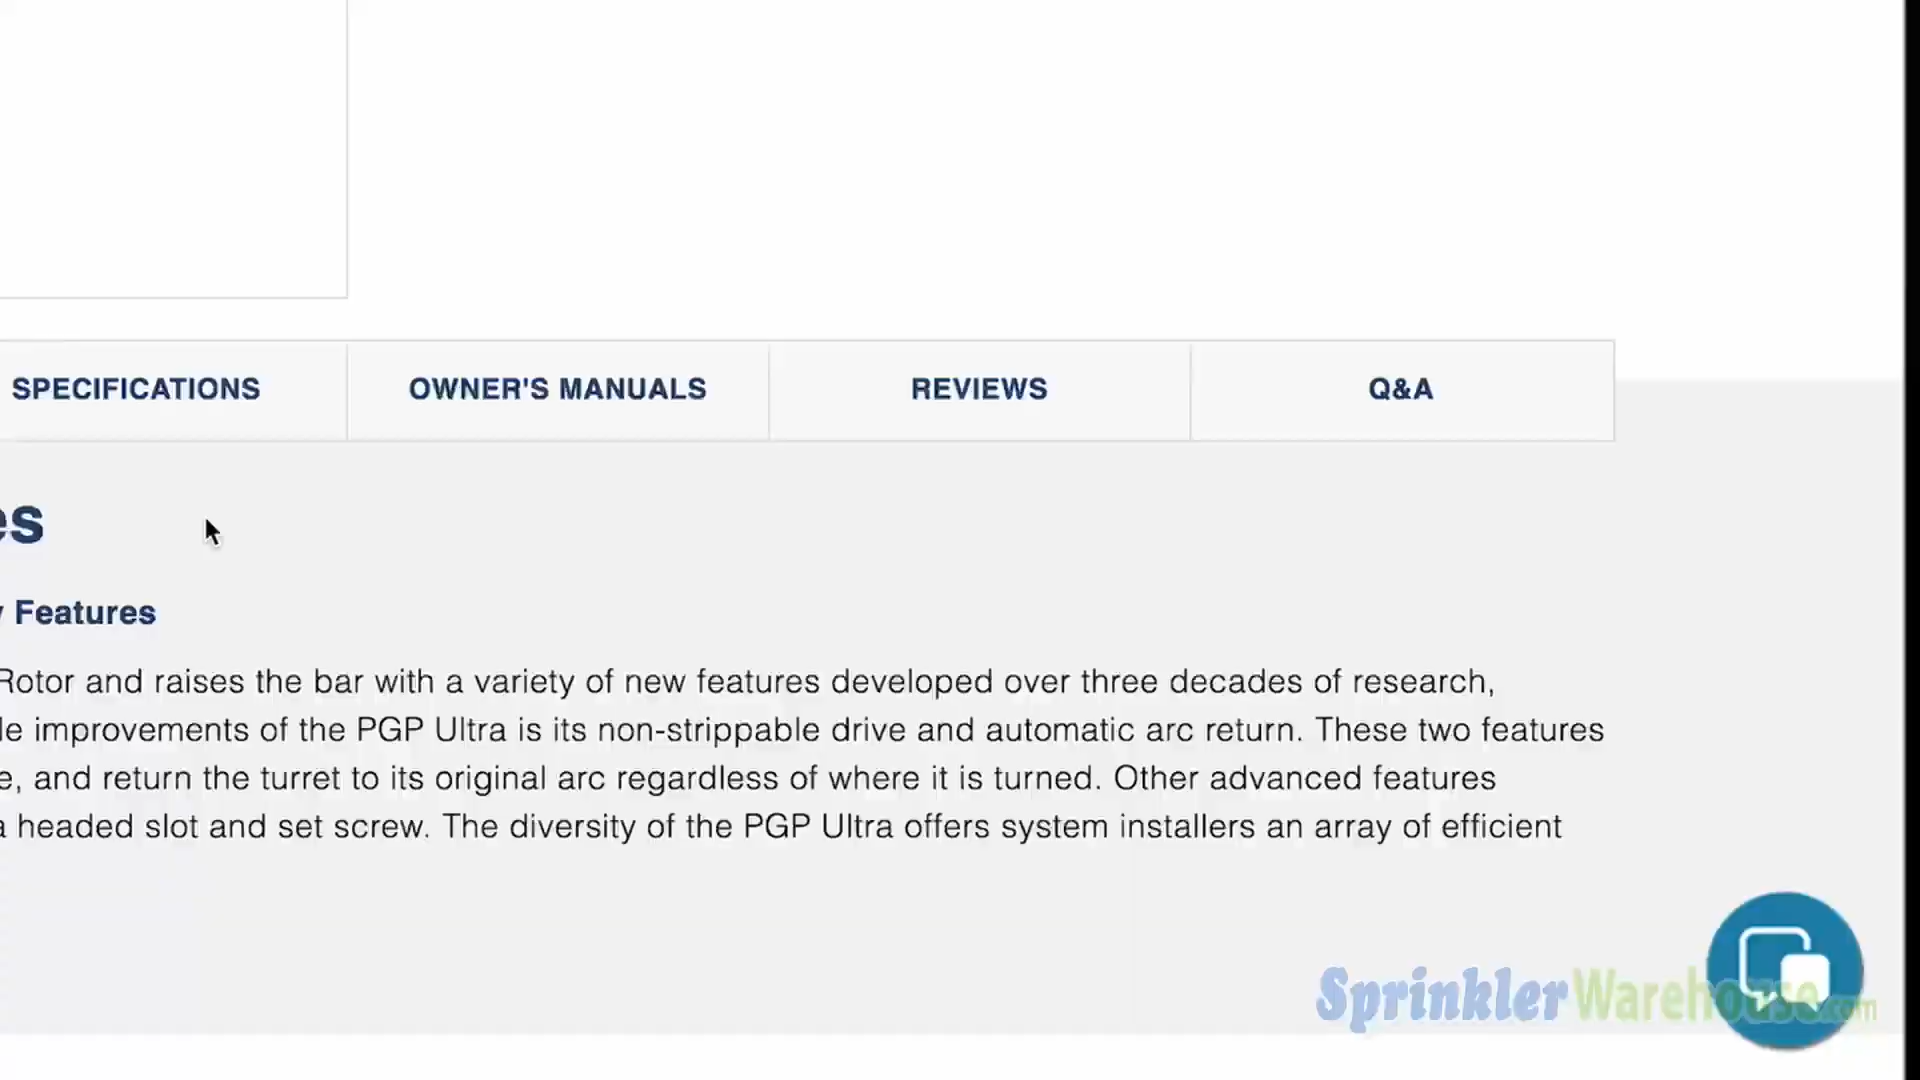 SPECIFICATIONS OWNER'S MANUALS REVIEWS Q&A
es
Features
Rotor and raises the bar with a variety of new features developed over three decades of research,
le improvements of the PGP Ultra is its non-strippable drive and automatic arc return. These two features
e, and return the turret to its original arc regardless of where it is turned. Other advanced features
a headed slot and set screw. The diversity of the PGP Ultra offers system installers an array of efficient
SprinklerWarehouse.com